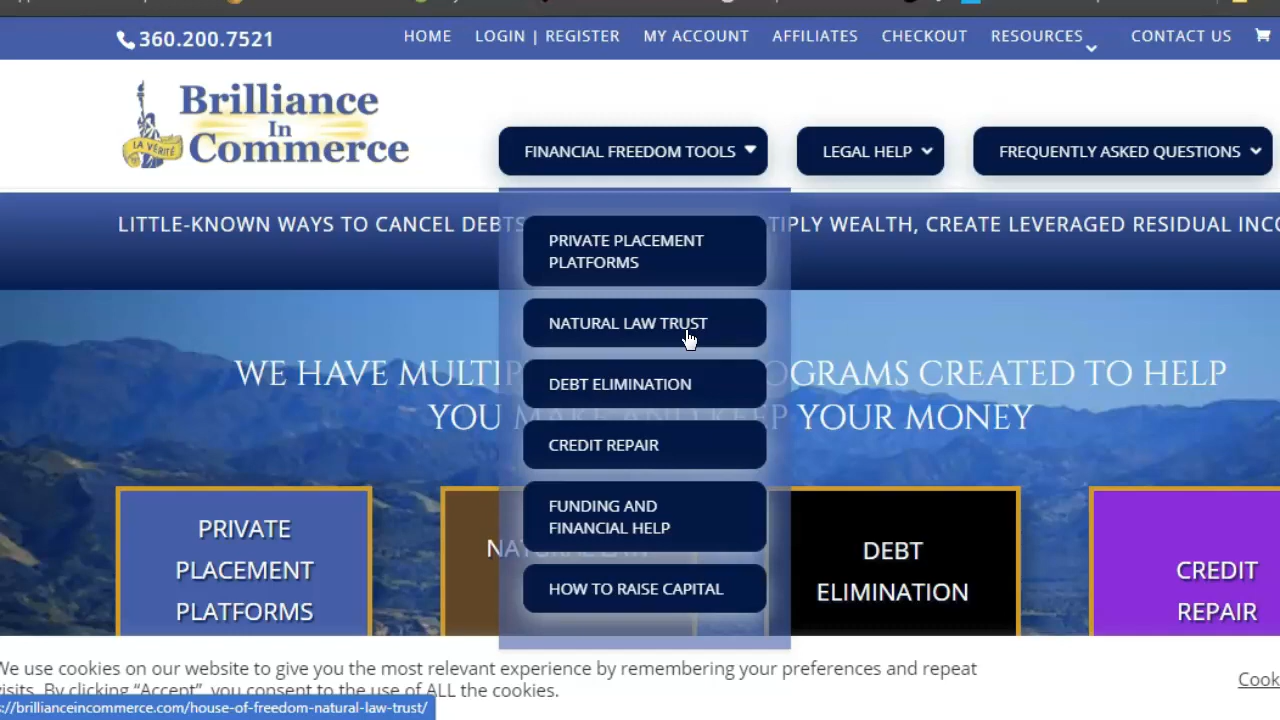 360.200.7521
HOME
LOGIN | REGISTER
MY ACCOUNT
AFFILIATES
CHECKOUT
RESOURCES
CONTACT US
Brilliance
In
Commerce
LA VERITÉ
FINANCIAL FREEDOM TOOLS
LEGAL HELP
FREQUENTLY ASKED QUESTIONS
LITTLE-KNOWN WAYS TO CANCEL DEBTS
WEALTH, CREATE LEVERAGED RESIDUAL
PRIVATE PLACEMENT
PLATFORMS
NATURAL LAW TRUST
DEBT ELIMINATION
CREDIT REPAIR
FUNDING AND
FINANCIAL HELP
HOW TO RAISE CAPITAL
WE HAVE CREATED TO HELP
YOU MAKE AND KEEP YOUR MONEY
PRIVATE
PLACEMENT
PLATFORMS
NATURAL LAW
DEBT
ELIMINATION
CREDIT
REPAIR
We use cookies on our website to give you the most relevant experience by remembering your preferences and repeat
visits. By clicking “Accept”, you consent to the use of ALL the cookies.
://brillianceincommerce.com/house-of-freedom-natural-law-trust/